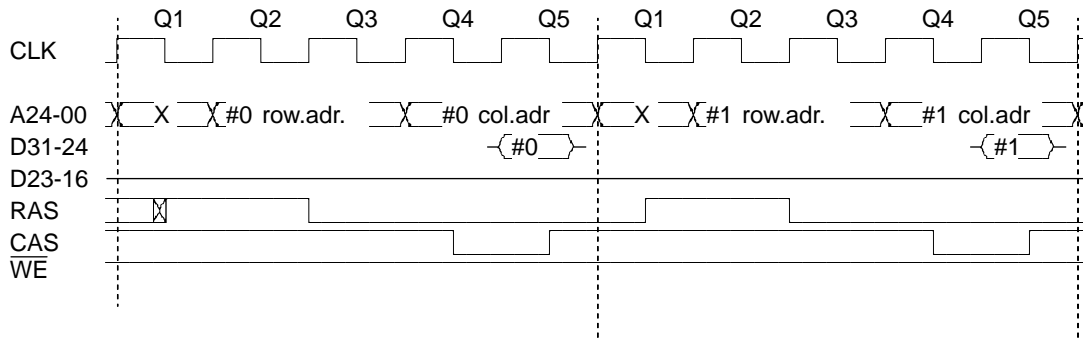 Q1 Q2 Q3 Q4 Q5 Q1 Q2 Q3 Q4 Q5
CLK
A24-00 X #0 row.adr. #0 col.adr X #1 row.adr. #1 col.adr
D31-24 #0 #1
D23-16
RAS
CAS
WE